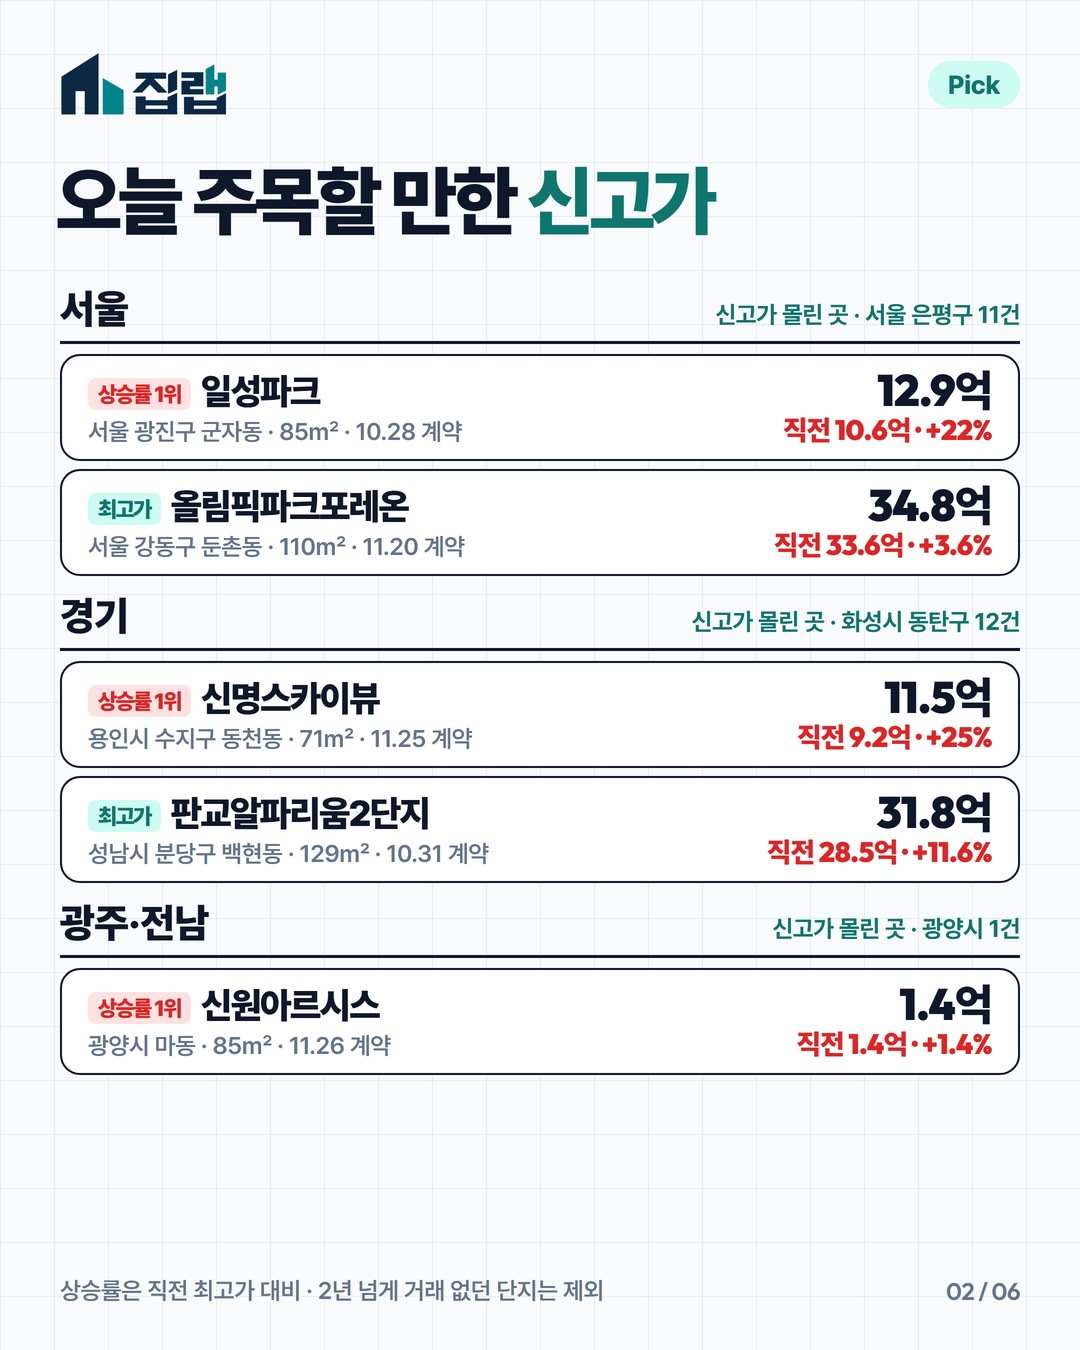 집랩
Pick
오늘 주목할 만한 신고가
서울
신고가 몰린 곳 · 서울 은평구 11건
상승률 1위 일성파크
12.9억
서울 광진구 군자동 · 85m² · 10.28 계약
직전 10.6억 · +22%
최고가 올림픽파크포레온
34.8억
서울 강동구 둔촌동 · 110m² · 11.20 계약
직전 33.6억 · +3.6%
경기
신고가 몰린 곳 · 화성시 동탄구 12건
상승률 1위 신명스카이뷰
11.5억
용인시 수지구 동천동 · 71m² · 11.25 계약
직전 9.2억 · +25%
최고가 판교알파리움2단지
31.8억
성남시 분당구 백현동 · 129m² · 10.31 계약
직전 28.5억 · +11.6%
광주·전남
신고가 몰린 곳 · 광양시 1건
상승률 1위 신원아르시스
1.4억
광양시 마동 · 85m² · 11.26 계약
직전 1.4억 · +1.4%
상승률은 직전 최고가 대비 · 2년 넘게 거래 없던 단지는 제외
02 / 06